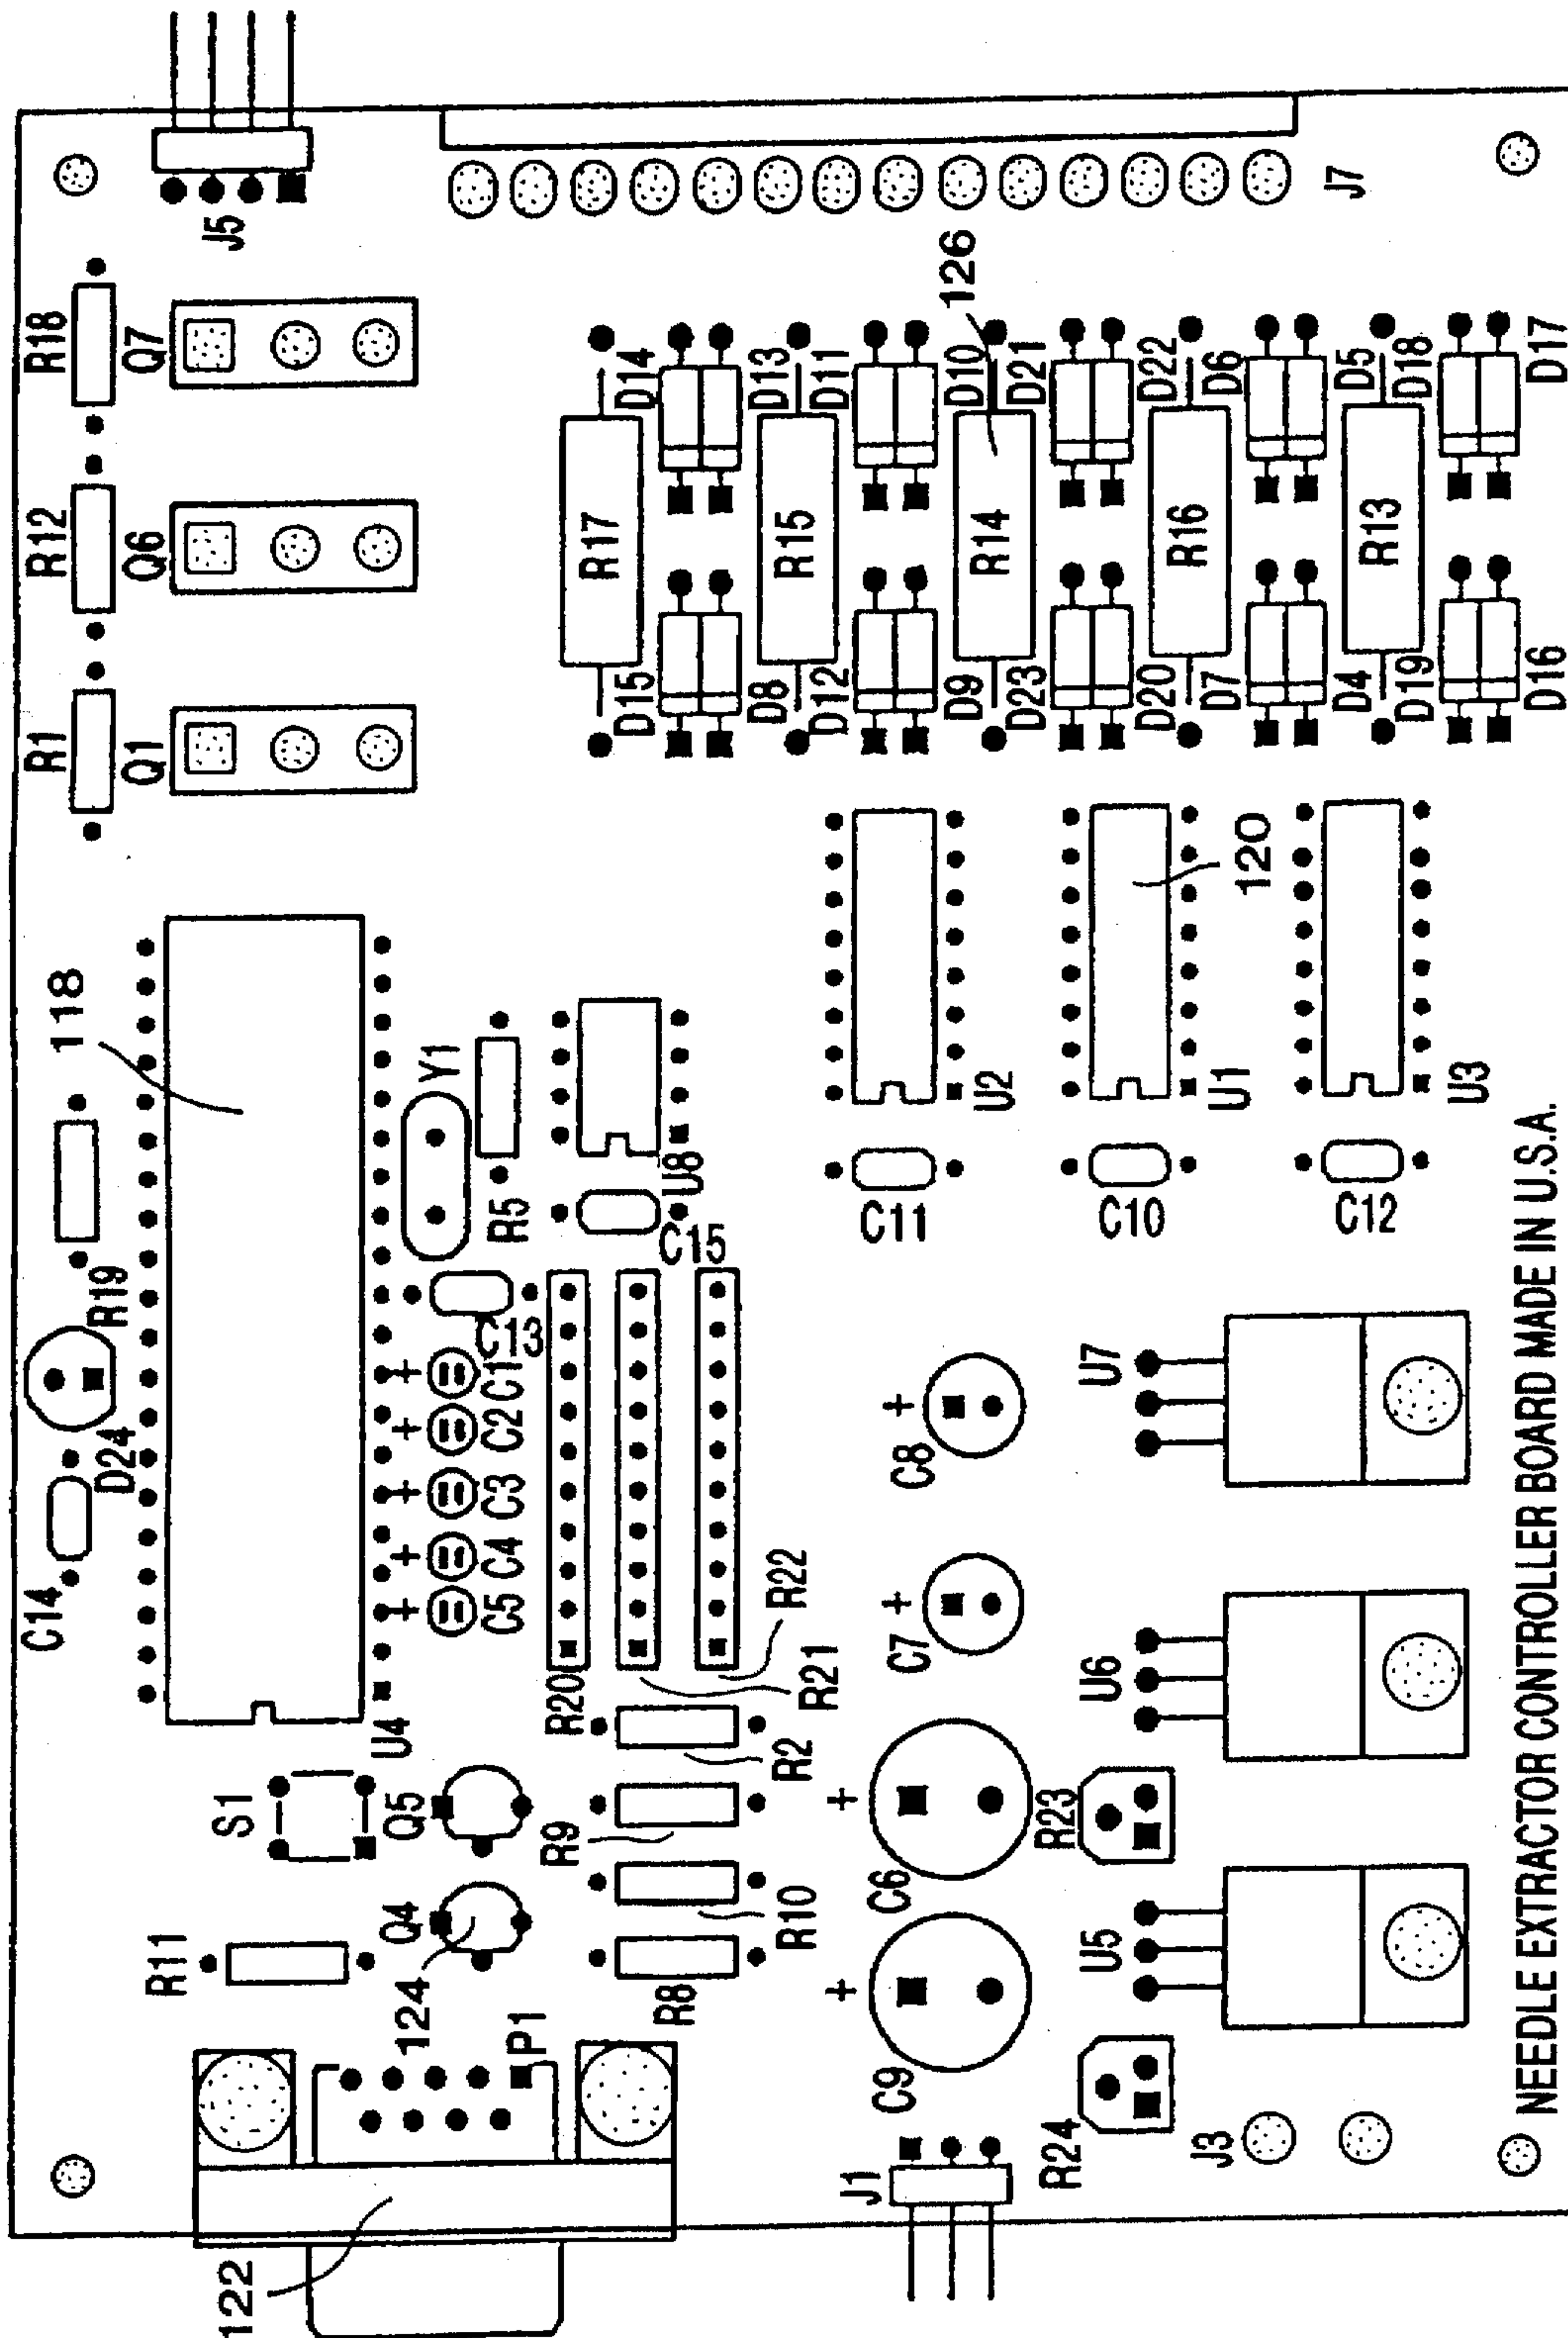 122
P1
124
R11
Q4
S1
Q5
U4
C14
D24
R19
118
R1
Q1
R12
Q6
R18
Q7
J5
C5
C4
C3
C2
C1
C13
Y1
R5
U8
C15
R20
R21
R22
R2
R9
R10
R8
J1
C9
C6
C7
C8
R24
R23
J3
U5
U6
U7
C11
C10
C12
U2
U1
U3
120
R17
D15
D14
R15
D8
D13
D12
D11
R14
D9
D10
126
D23
D21
R16
D20
D22
D7
D6
R13
D4
D5
D19
D18
D16
D17
J7
NEEDLE EXTRACTOR CONTROLLER BOARD MADE IN U.S.A.